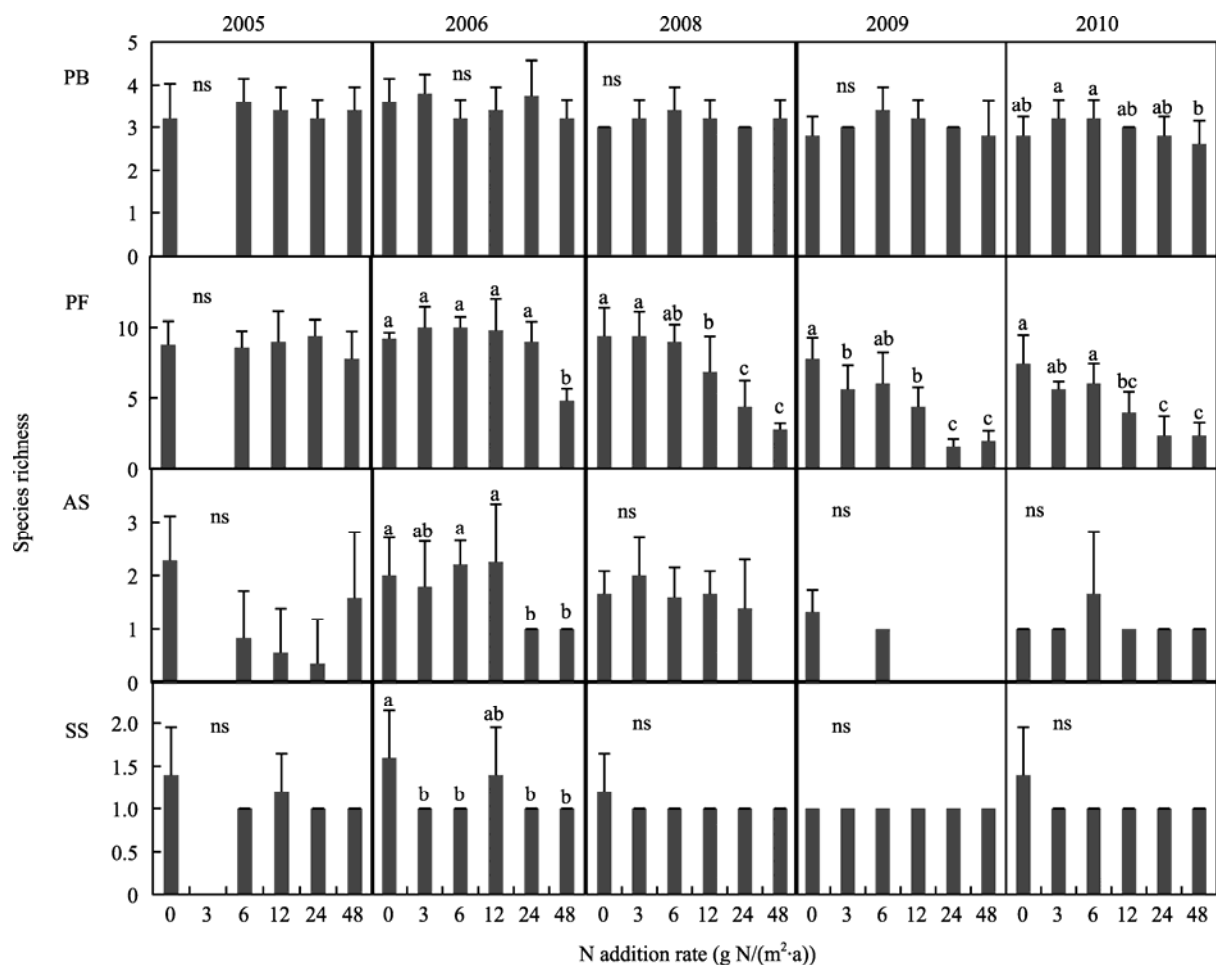 2005 2006 2008 2009 2010
PB
5
4
3
2
1
0
ns
ns
ns
ns
ab a a ab ab b
PF
10
5
0
ns
a a a a a b
a a ab b c c
a b ab b c c
a ab a bc c c
AS
3
2
1
0
ns
a ab a a b b
ns
ns
ns
SS
2.0
1.5
1.0
0.5
0
ns
a b b ab b b
ns
ns
ns
Species richness
0 3 6 12 24 48 0 3 6 12 24 48 0 3 6 12 24 48 0 3 6 12 24 48 0 3 6 12 24 48
N addition rate (g N/(m²·a))